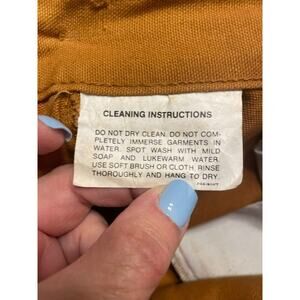 CLEANING INSTRUCTIONS
DO NOT DRY CLEAN. DO NOT COM-
PLETELY IMMERSE GARMENTS IN
WATER. SPOT WASH WITH MILD
SOAP AND LUKEWARM WATER.
USE SOFT BRUSH OR CLOTH, RINSE
THOROUGHLY AND HANG TO DRY.